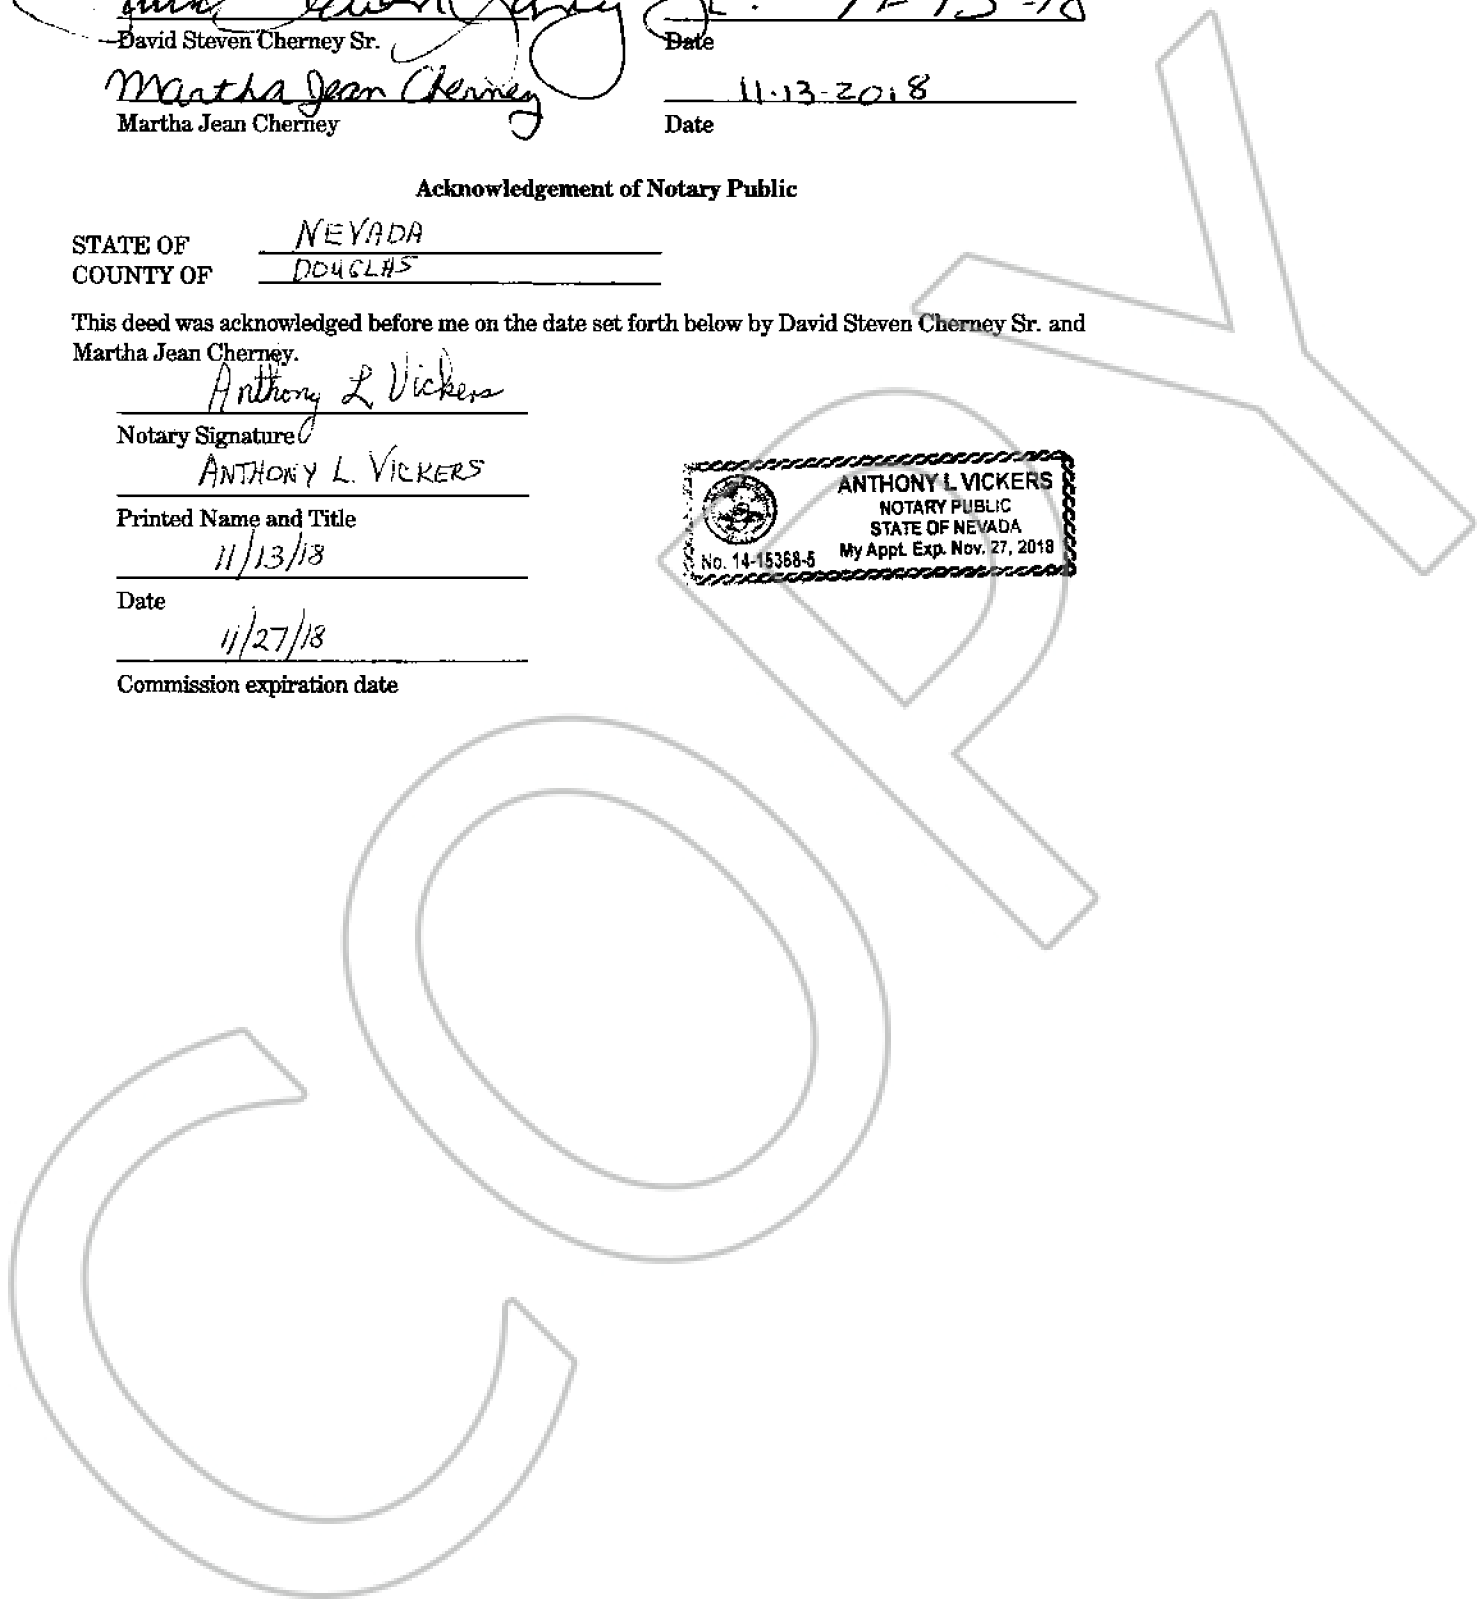 David Steven Cherney Sr. Date
Martha Jean Cherney 11-13-2018
Martha Jean Cherney Date
Acknowledgement of Notary Public
STATE OF NEVADA
COUNTY OF DOUGLAS
This deed was acknowledged before me on the date set forth below by David Steven Cherney Sr. and
Martha Jean Cherney.
Anthony L Vickers
Notary Signature
ANTHONY L. VICKERS
Printed Name and Title
11/13/18
Date
11/27/18
Commission expiration date
ANTHONY L VICKERS
NOTARY PUBLIC
STATE OF NEVADA
No. 14-15368-5 My Appt. Exp. Nov. 27, 2018
COPY